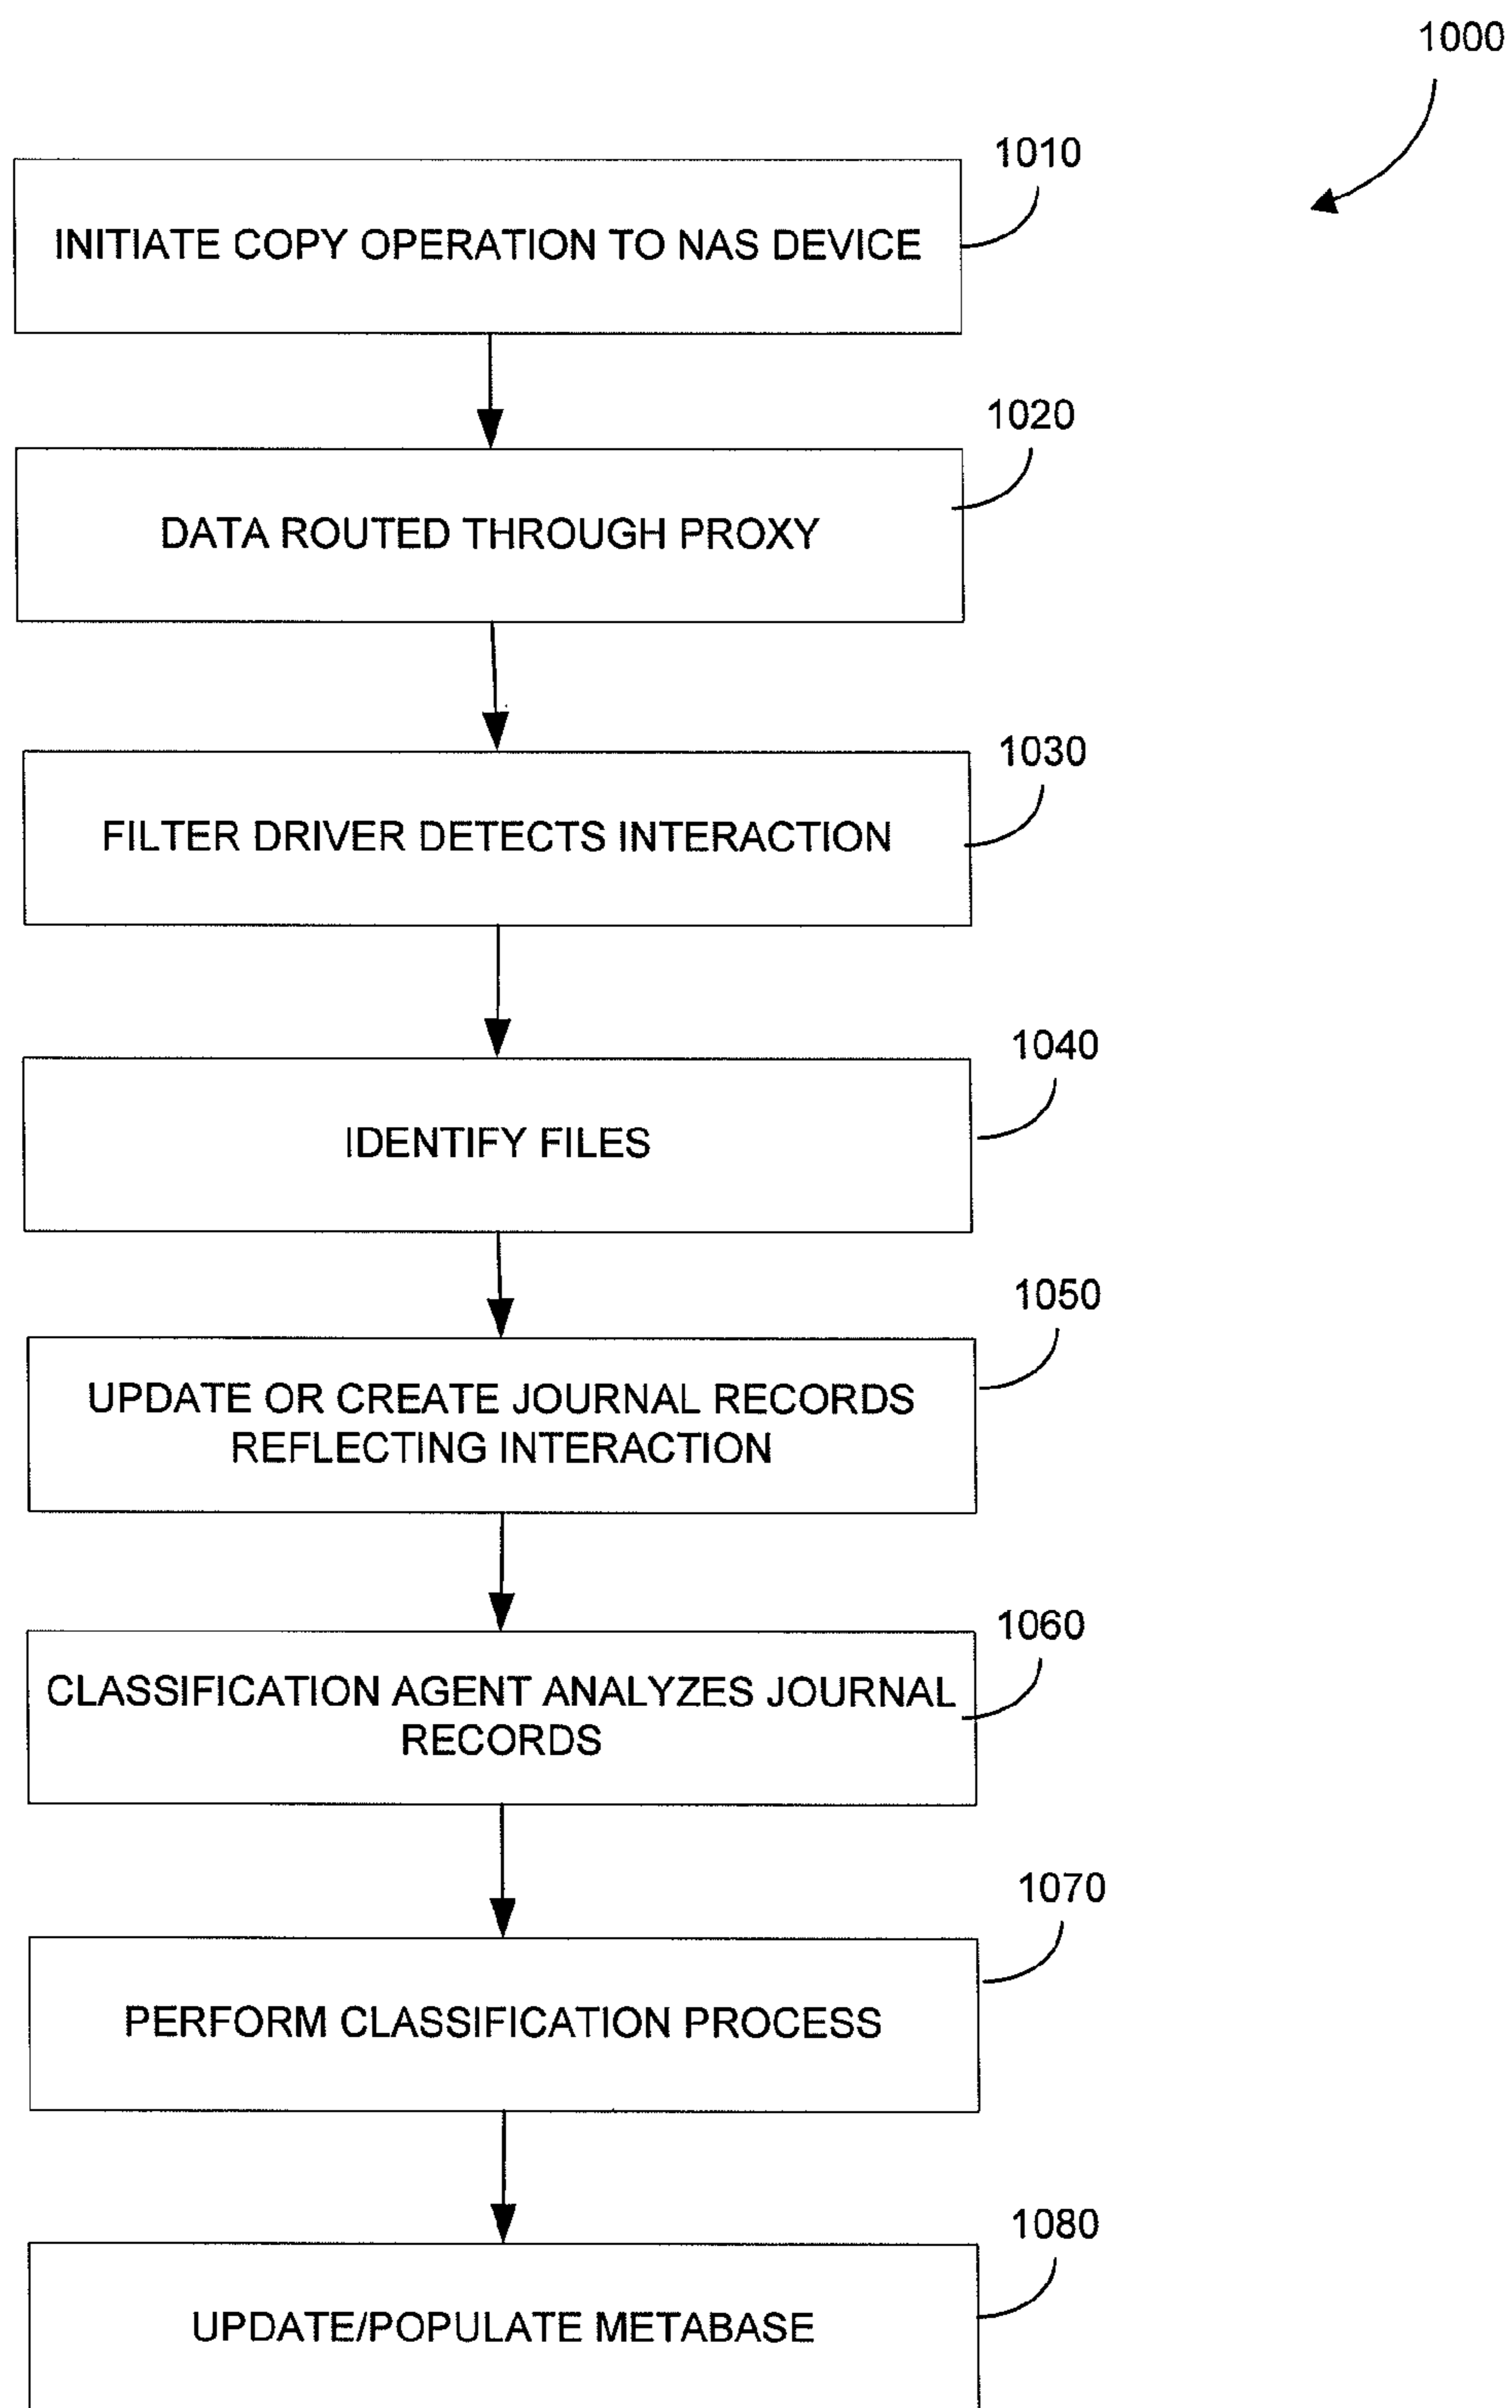 1000
1010
INITIATE COPY OPERATION TO NAS DEVICE
1020
DATA ROUTED THROUGH PROXY
1030
FILTER DRIVER DETECTS INTERACTION
1040
IDENTIFY FILES
1050
UPDATE OR CREATE JOURNAL RECORDS
REFLECTING INTERACTION
1060
CLASSIFICATION AGENT ANALYZES JOURNAL
RECORDS
1070
PERFORM CLASSIFICATION PROCESS
1080
UPDATE/POPULATE METABASE